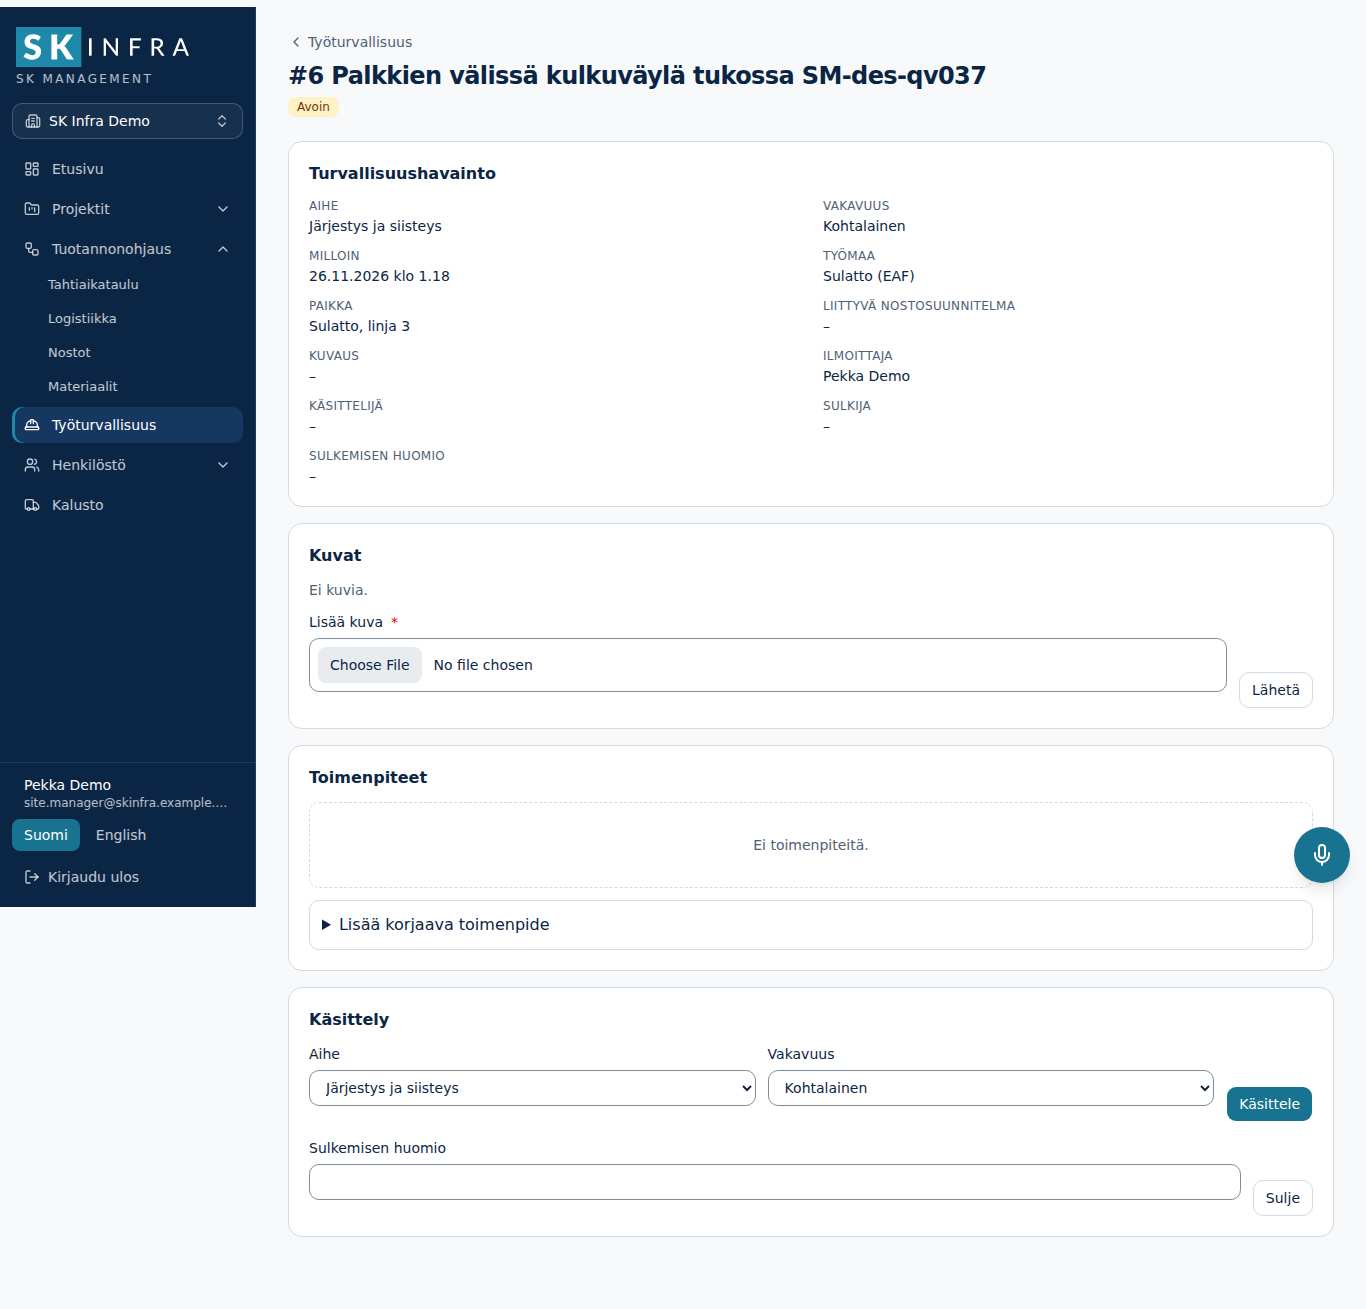 SK INFRA
SK MANAGEMENT
SK Infra Demo
Etusivu
Projektit
Tuotannonohjaus
Tahtiaikataulu
Logistiikka
Nostot
Materiaalit
Työturvallisuus
Henkilöstö
Kalusto
Pekka Demo
site.manager@skinfra.example....
Suomi English
Kirjaudu ulos
Työturvallisuus
#6 Palkkien välissä kulkuväylä tukossa SM-des-qv037
Avoin
Turvallisuushavainto
AIHE
Järjestys ja siisteys
VAKAVUUS
Kohtalainen
MILLOIN
26.11.2026 klo 1.18
TYÖMAA
Sulatto (EAF)
PAIKKA
Sulatto, linja 3
LIITTYVÄ NOSTOSUUNNITELMA
–
KUVAUS
–
ILMOITTAJA
Pekka Demo
KÄSITTELIJÄ
–
SULKIJA
–
SULKEMISEN HUOMIO
–
Kuvat
Ei kuvia.
Lisää kuva *
Choose File No file chosen
Lähetä
Toimenpiteet
Ei toimenpiteitä.
Lisää korjaava toimenpide
Käsittely
Aihe
Järjestys ja siisteys
Vakavuus
Kohtalainen
Käsittele
Sulkemisen huomio
Sulje